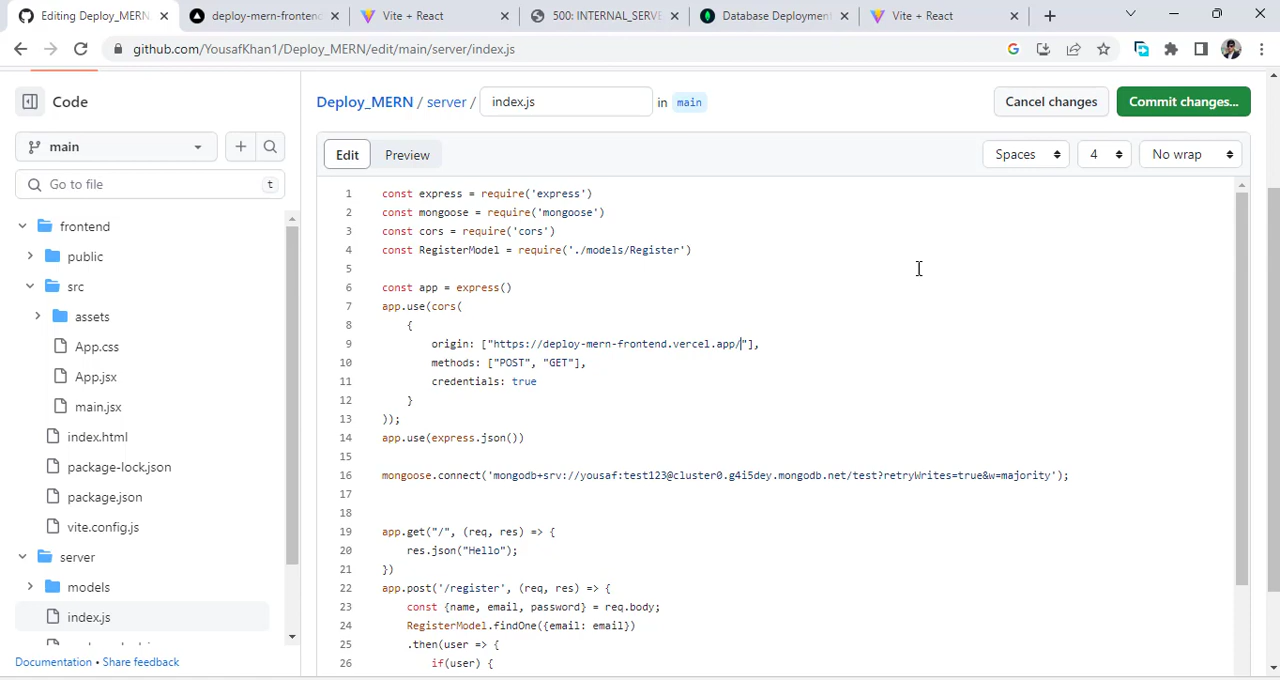 Editing Deploy_MERN
deploy-mern-frontend
Vite + React
500: INTERNAL_SERVE
Database Deployment
Vite + React
github.com/YousafKhan1/Deploy_MERN/edit/main/server/index.js
Code
Deploy_MERN / server / index.js in main
Cancel changes
Commit changes...
main
Edit
Preview
Spaces
4
No wrap
Go to file
t
frontend
public
src
assets
App.css
App.jsx
main.jsx
index.html
package-lock.json
package.json
vite.config.js
server
models
index.js
Documentation • Share feedback
1 const express = require('express')
2 const mongoose = require('mongoose')
3 const cors = require('cors')
4 const RegisterModel = require('./models/Register')
5
6 const app = express()
7 app.use(cors(
8 {
9 origin: ["https://deploy-mern-frontend.vercel.app/"],
10 methods: ["POST", "GET"],
11 credentials: true
12 }
13 ));
14 app.use(express.json())
15
16 mongoose.connect('mongodb+srv://yousaf:test123@cluster0.g4i5dey.mongodb.net/test?retryWrites=true&w=majority');
17
18
19 app.get("/", (req, res) => {
20 res.json("Hello");
21 })
22 app.post('/register', (req, res) => {
23 const {name, email, password} = req.body;
24 RegisterModel.findOne({email: email})
25 .then(user => {
26 if(user) {